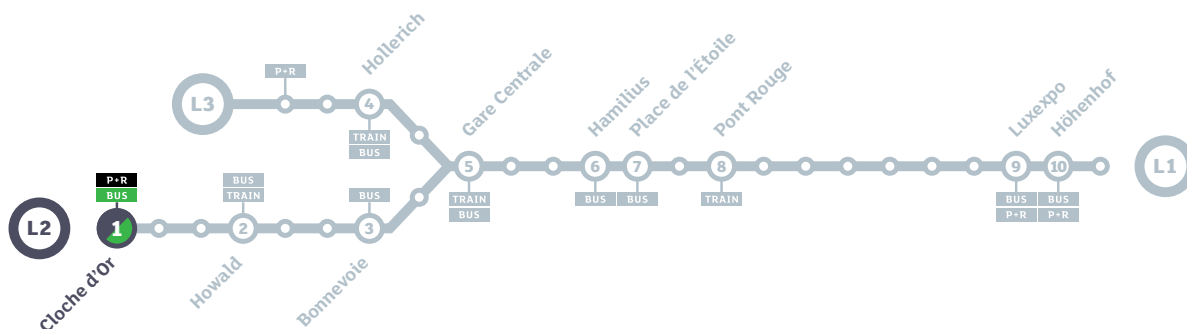 Hollerich
Gare Centrale
Hamilius
Place de l'Étoile
Pont Rouge
Luxexpo
Höhenhof
P+R
L3
4
TRAIN
BUS
5
TRAIN
BUS
6
BUS
7
BUS
8
TRAIN
9
BUS
P+R
10
BUS
P+R
L1
L2
P+R
BUS
1
Cloche d'Or
BUS
TRAIN
2
Howald
BUS
3
Bonnevoie